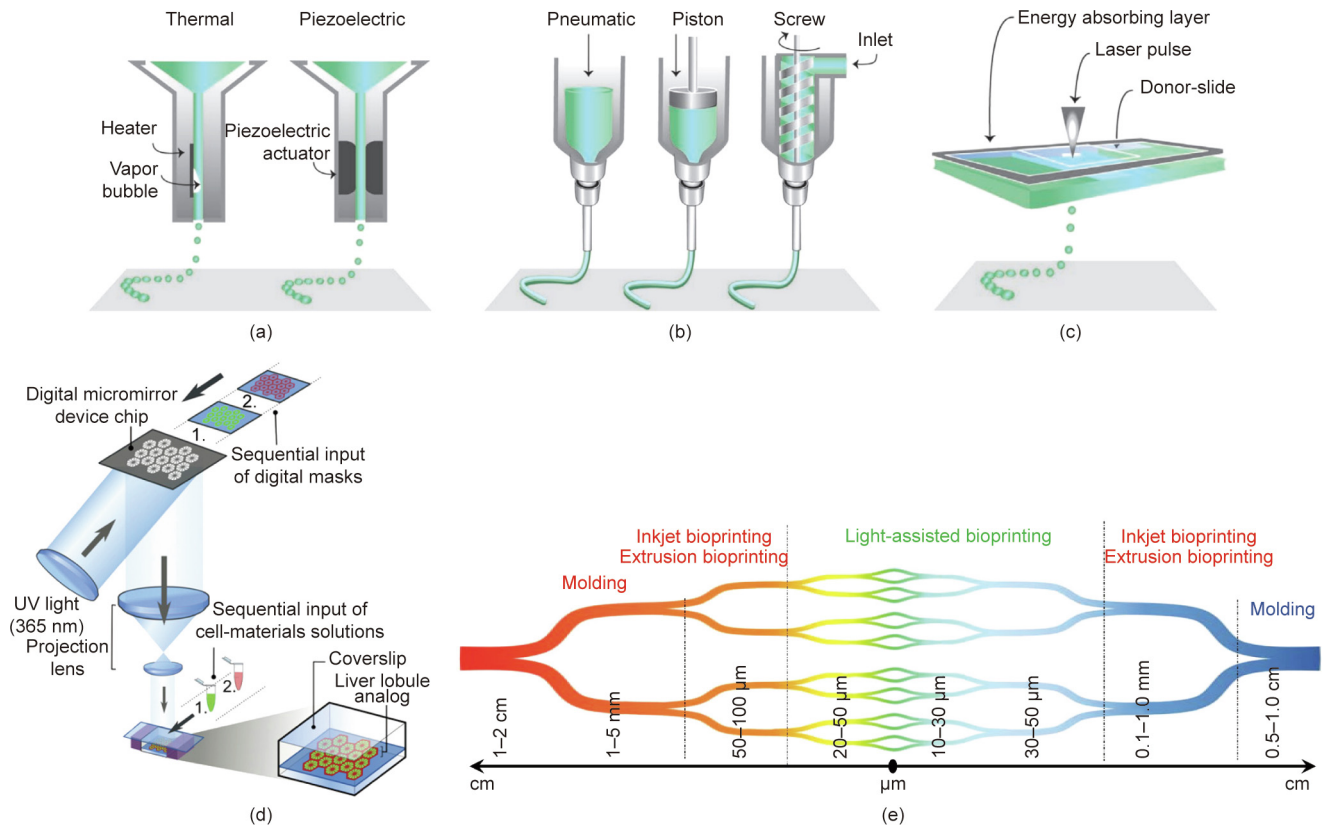 Thermal
Piezoelectric
Heater
Vapor
bubble
Piezoelectric
actuator
(a)
Pneumatic
Piston
Screw
Inlet
(b)
Energy absorbing layer
Laser pulse
Donor-slide
(c)
Digital micromirror
device chip
2.
1.
Sequential input
of digital masks
UV light
(365 nm)
Projection
lens
Sequential input of
cell-materials solutions
2.
1.
Coverslip
Liver lobule
analog
(d)
Inkjet bioprinting
Extrusion bioprinting
Light-assisted bioprinting
Inkjet bioprinting
Extrusion bioprinting
Molding
Molding
1–2 cm
1–5 mm
50–100 μm
20–50 μm
10–30 μm
30–50 μm
0.1–1.0 mm
0.5–1.0 cm
cm
μm
cm
(e)